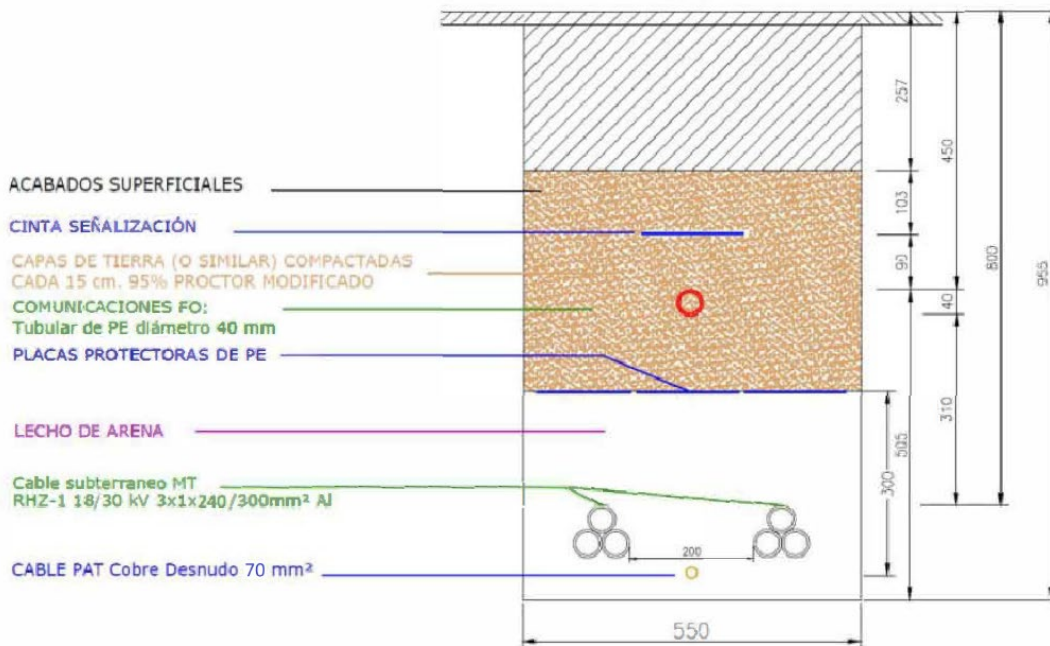 ACABADOS SUPERFICIALES
CINTA SEÑALIZACIÓN
CAPAS DE TIERRA (O SIMILAR) COMPACTADAS
CADA 15 cm. 95% PROCTOR MODIFICADO
COMUNICACIONES FO:
Tubular de PE diámetro 40 mm
PLACAS PROTECTORAS DE PE
LECHO DE ARENA
Cable subterraneo MT
RHZ-1 18/30 kV 3x1x240/300mm² Al
CABLE PAT Cobre Desnudo 70 mm²
200
550
257
103
90
300
505
450
40
310
800
955